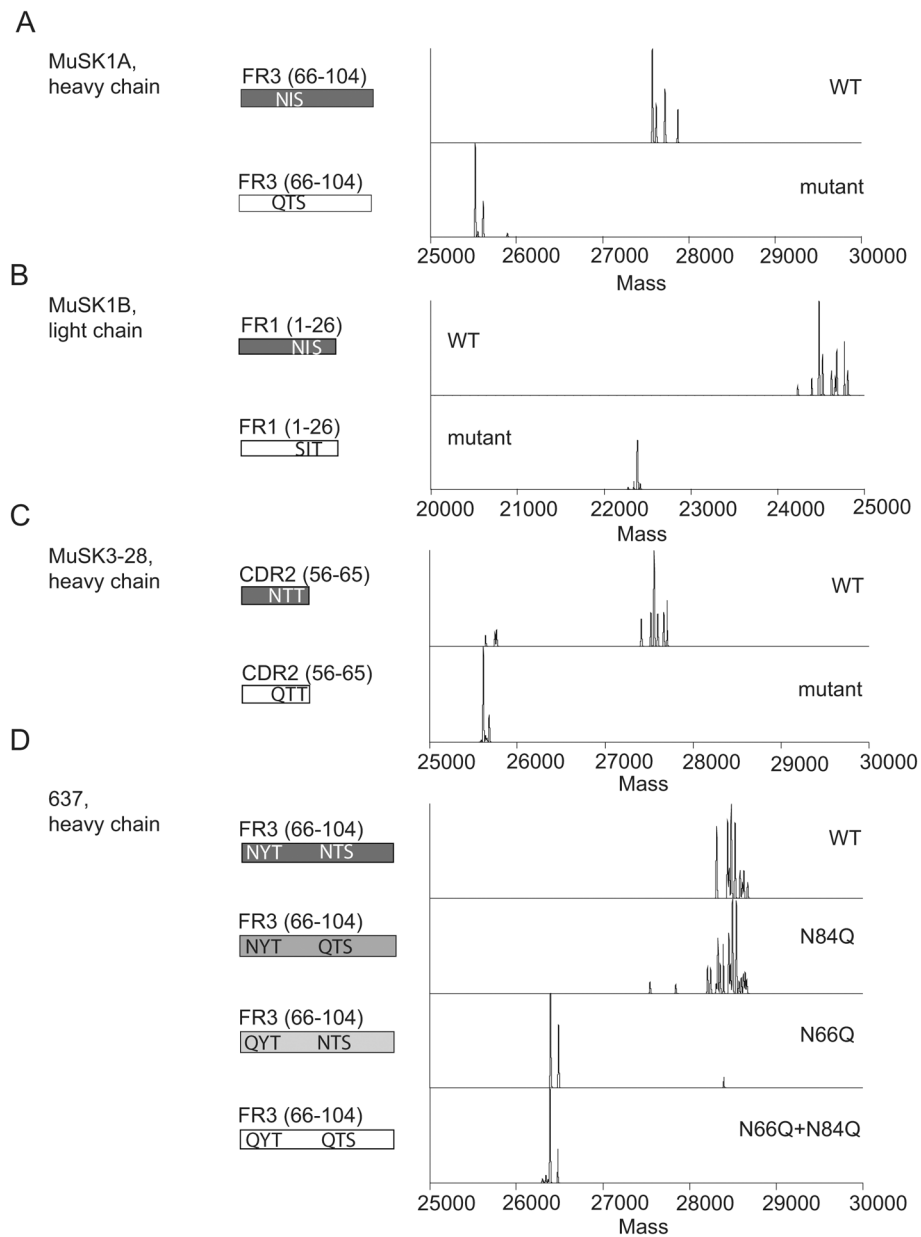 A
MuSK1A,
heavy chain
FR3 (66-104)
NIS
WT
FR3 (66-104)
QTS
mutant
25000 26000 27000 28000 29000 30000
Mass
B
MuSK1B,
light chain
FR1 (1-26)
NIS
WT
FR1 (1-26)
SIT
mutant
20000 21000 22000 23000 24000 25000
Mass
C
MuSK3-28,
heavy chain
CDR2 (56-65)
NTT
WT
CDR2 (56-65)
QTT
mutant
25000 26000 27000 28000 29000 30000
Mass
D
637,
heavy chain
FR3 (66-104)
NYT NTS
WT
FR3 (66-104)
NYT QTS
N84Q
FR3 (66-104)
QYT NTS
N66Q
FR3 (66-104)
QYT QTS
N66Q+N84Q
25000 26000 27000 28000 29000 30000
Mass